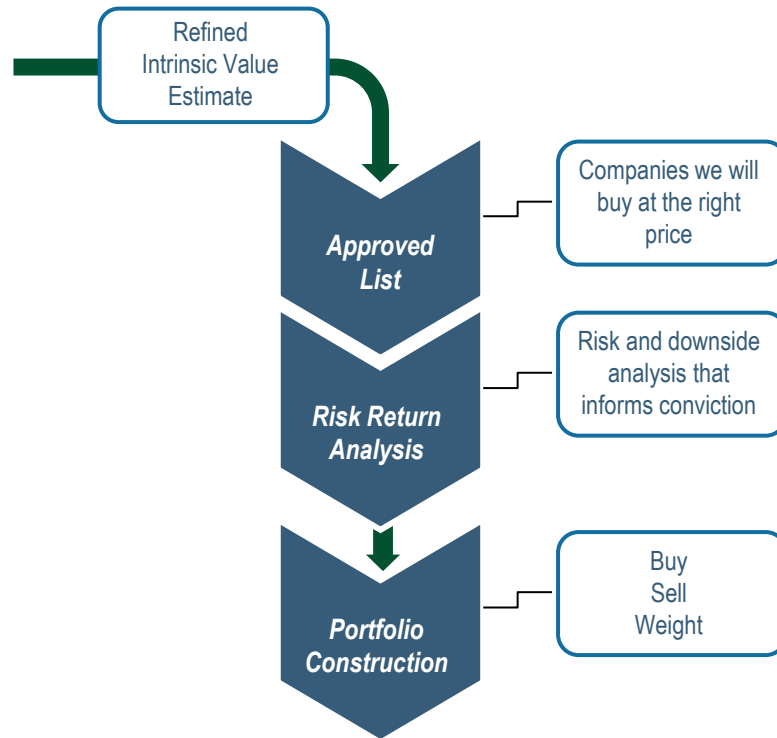 Refined
Intrinsic Value
Estimate
Approved
List
Companies we will
buy at the right
price
Risk Return
Analysis
Risk and downside
analysis that
informs conviction
Portfolio
Construction
Buy
Sell
Weight